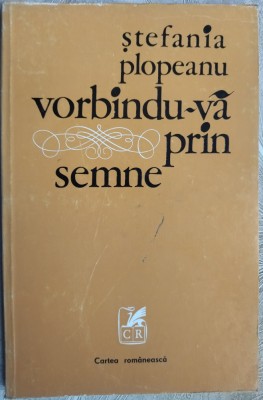 ștefania
plopeanu
vorbindu-vă
prin
semne
CR
Cartea românească